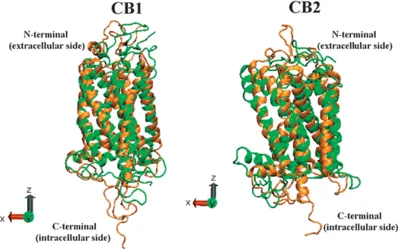 CB1
CB2
N-terminal
(extracellular side)
N-terminal
(extracellular side)
z
x
y
z
x
y
C-terminal
(intracellular side)
C-terminal
(intracellular side)